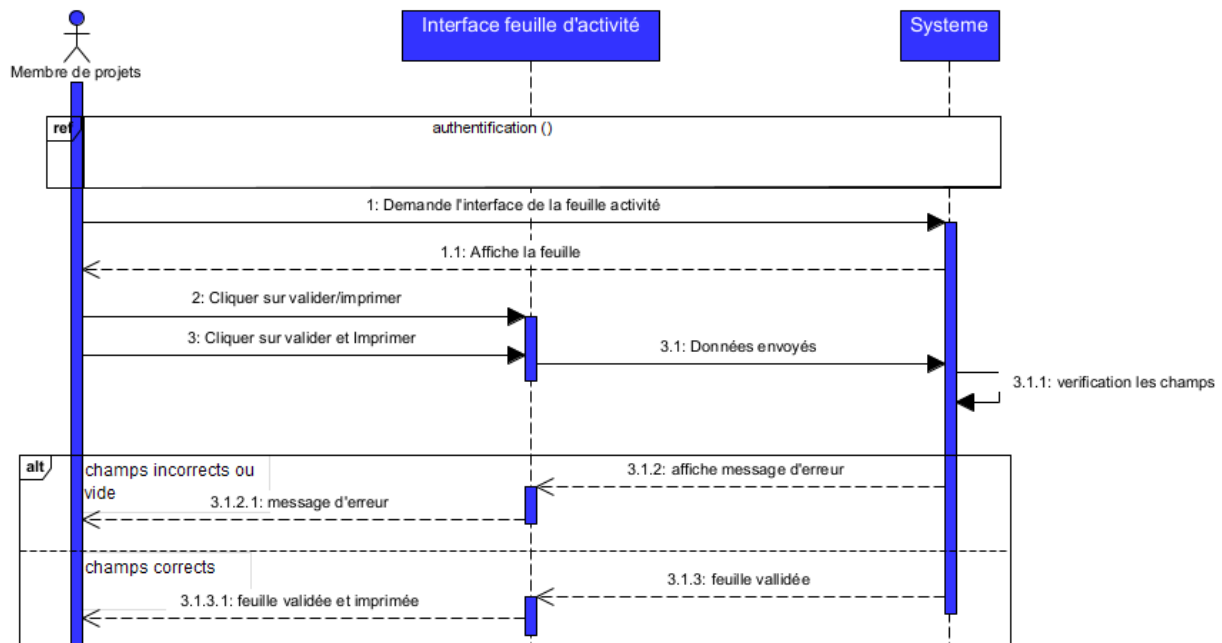 Interface feuille d'activité
Systeme
Membre de projets
ref
authentification ()
1: Demande l'interface de la feuille activité
1.1: Affiche la feuille
2: Cliquer sur valider/imprimer
3: Cliquer sur valider et Imprimer
3.1: Données envoyés
3.1.1: verification les champs
alt
champs incorrects ou
vide
3.1.2: affiche message d'erreur
3.1.2.1: message d'erreur
champs corrects
3.1.3: feuille vallidée
3.1.3.1: feuille validée et imprimée